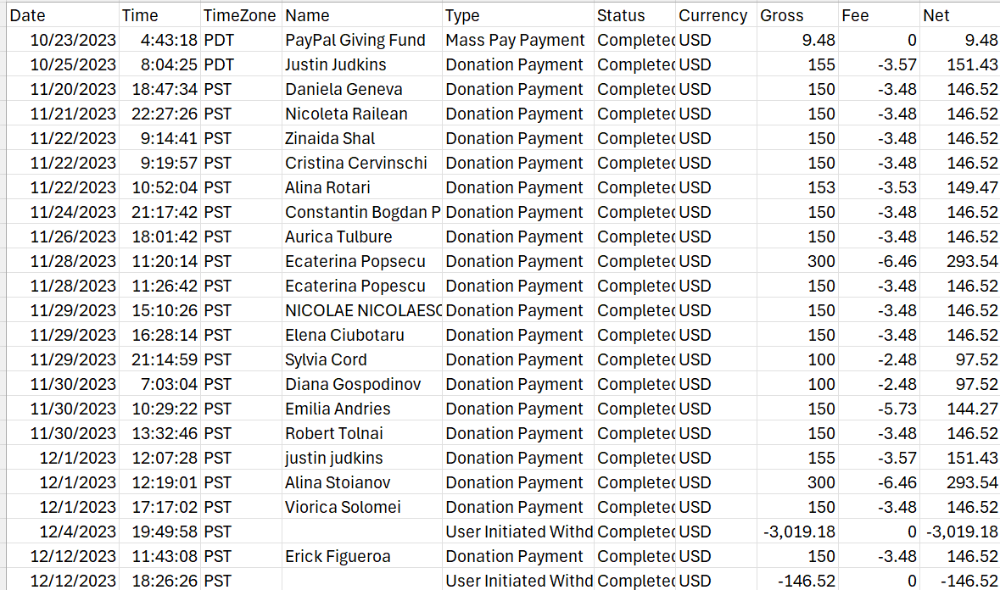 Date Time TimeZone Name Type Status Currency Gross Fee Net
10/23/2023 4:43:18 PDT PayPal Giving Fund Mass Pay Payment Completed USD 9.48 0 9.48
10/25/2023 8:04:25 PDT Justin Judkins Donation Payment Completed USD 155 -3.57 151.43
11/20/2023 18:47:34 PST Daniela Geneva Donation Payment Completed USD 150 -3.48 146.52
11/21/2023 22:27:26 PST Nicoleta Railean Donation Payment Completed USD 150 -3.48 146.52
11/22/2023 9:14:41 PST Zinaida Shal Donation Payment Completed USD 150 -3.48 146.52
11/22/2023 9:19:57 PST Cristina Cervinschi Donation Payment Completed USD 150 -3.48 146.52
11/22/2023 10:52:04 PST Alina Rotari Donation Payment Completed USD 153 -3.53 149.47
11/24/2023 21:17:42 PST Constantin Bogdan P Donation Payment Completed USD 150 -3.48 146.52
11/26/2023 18:01:42 PST Aurica Tulbure Donation Payment Completed USD 150 -3.48 146.52
11/28/2023 11:20:14 PST Ecaterina Popsecu Donation Payment Completed USD 300 -6.46 293.54
11/28/2023 11:26:42 PST Ecaterina Popescu Donation Payment Completed USD 150 -3.48 146.52
11/29/2023 15:10:26 PST NICOLAE NICOLAESC Donation Payment Completed USD 150 -3.48 146.52
11/29/2023 16:28:14 PST Elena Ciubotaru Donation Payment Completed USD 150 -3.48 146.52
11/29/2023 21:14:59 PST Sylvia Cord Donation Payment Completed USD 100 -2.48 97.52
11/30/2023 7:03:04 PST Diana Gospodinov Donation Payment Completed USD 100 -2.48 97.52
11/30/2023 10:29:22 PST Emilia Andries Donation Payment Completed USD 150 -5.73 144.27
11/30/2023 13:32:46 PST Robert Tolnai Donation Payment Completed USD 150 -3.48 146.52
12/1/2023 12:07:28 PST justin judkins Donation Payment Completed USD 155 -3.57 151.43
12/1/2023 12:19:01 PST Alina Stoianov Donation Payment Completed USD 300 -6.46 293.54
12/1/2023 17:17:02 PST Viorica Solomei Donation Payment Completed USD 150 -3.48 146.52
12/4/2023 19:49:58 PST User Initiated Withd Completed USD -3,019.18 0 -3,019.18
12/12/2023 11:43:08 PST Erick Figueroa Donation Payment Completed USD 150 -3.48 146.52
12/12/2023 18:26:26 PST User Initiated Withd Completed USD -146.52 0 -146.52